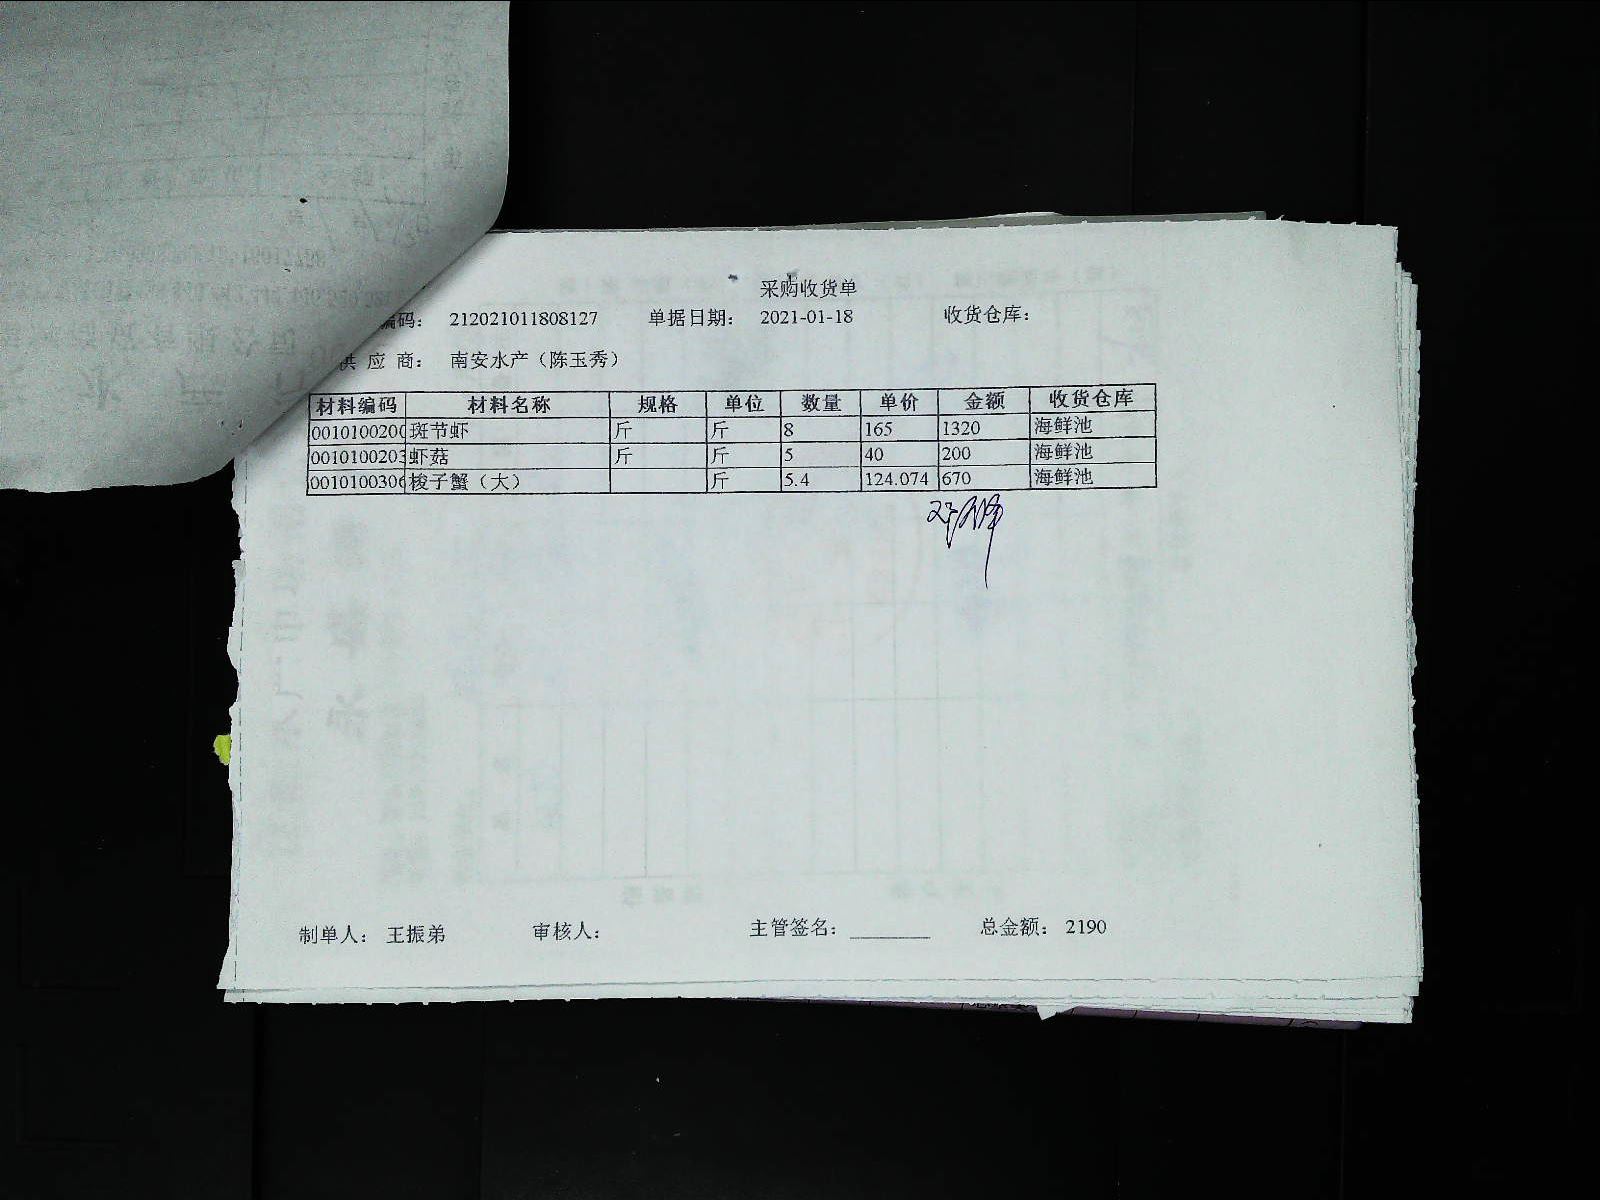 采购收货单
编码： 212021011808127 单据日期： 2021-01-18 收货仓库：
供 应 商： 南安水产（陈玉秀）
材料编码 材料名称 规格 单位 数量 单价 金额 收货仓库
0010100200 斑节虾 斤 斤 8 165 1320 海鲜池
0010100203 虾菇 斤 斤 5 40 200 海鲜池
0010100306 梭子蟹（大） 斤 5.4 124.074 670 海鲜池
制单人： 王振弟 审核人： 主管签名：________ 总金额： 2190